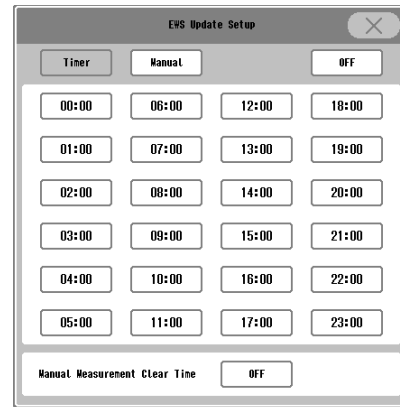 EWS Update Setup
Timer Manual OFF
00:00 06:00 12:00 18:00
01:00 07:00 13:00 19:00
02:00 08:00 14:00 20:00
03:00 09:00 15:00 21:00
04:00 10:00 16:00 22:00
05:00 11:00 17:00 23:00
Manual Measurement Clear Time OFF